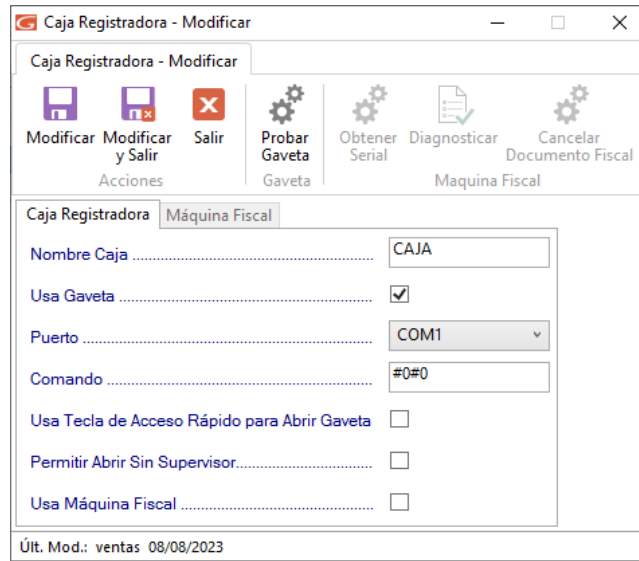 Caja Registradora - Modificar
Caja Registradora - Modificar
Modificar Modificar y Salir Salir Probar Gaveta Obtener Serial Diagnosticar Cancelar Documento Fiscal
Acciones Gaveta Maquina Fiscal
Caja Registradora Máquina Fiscal
Nombre Caja CAJA
Usa Gaveta
Puerto COM1
Comando #0#0
Usa Tecla de Acceso Rápido para Abrir Gaveta
Permitir Abrir Sin Supervisor
Usa Máquina Fiscal
Últ. Mod.: ventas 08/08/2023